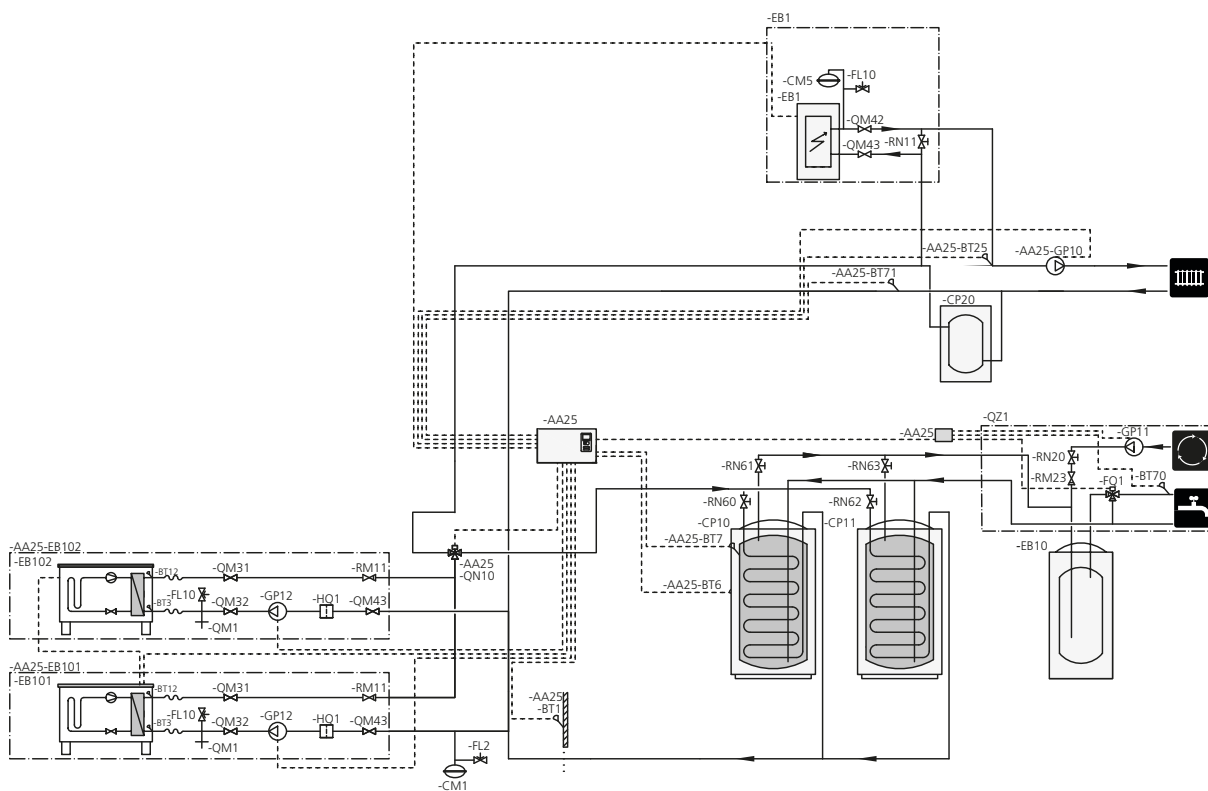 -EB1
-CM5
-FL10
-EB1
-QM42
-QM43
-RN11
-AA25-BT25
-AA25-GP10
-AA25-BT71
-CP20
-AA25
-AA25
-QZ1
-GP11
-RN20
-RM23
-FQ1
-BT70
-RN61
-RN63
-RN60
-RN62
-CP10
-CP11
-AA25-BT7
-AA25-BT6
-EB10
-AA25
-QN10
-AA25-EB102
-EB102
-BT12
-QM31
-RM11
-BT3
-FL10
-QM32
-GP12
-HQ1
-QM43
-QM1
-AA25-EB101
-EB101
-BT12
-QM31
-RM11
-BT3
-FL10
-QM32
-GP12
-HQ1
-QM43
-QM1
-AA25
-BT1
-FL2
-CM1